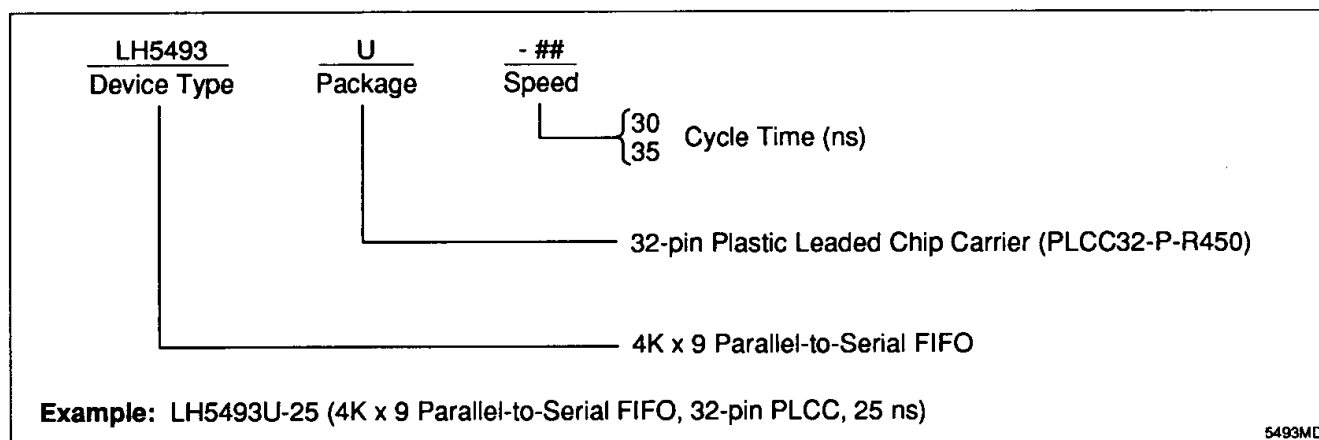 LH5493 U - ##
Device Type Package Speed
30
35 Cycle Time (ns)
32-pin Plastic Leaded Chip Carrier (PLCC32-P-R450)
4K x 9 Parallel-to-Serial FIFO
Example: LH5493U-25 (4K x 9 Parallel-to-Serial FIFO, 32-pin PLCC, 25 ns)
5493MD